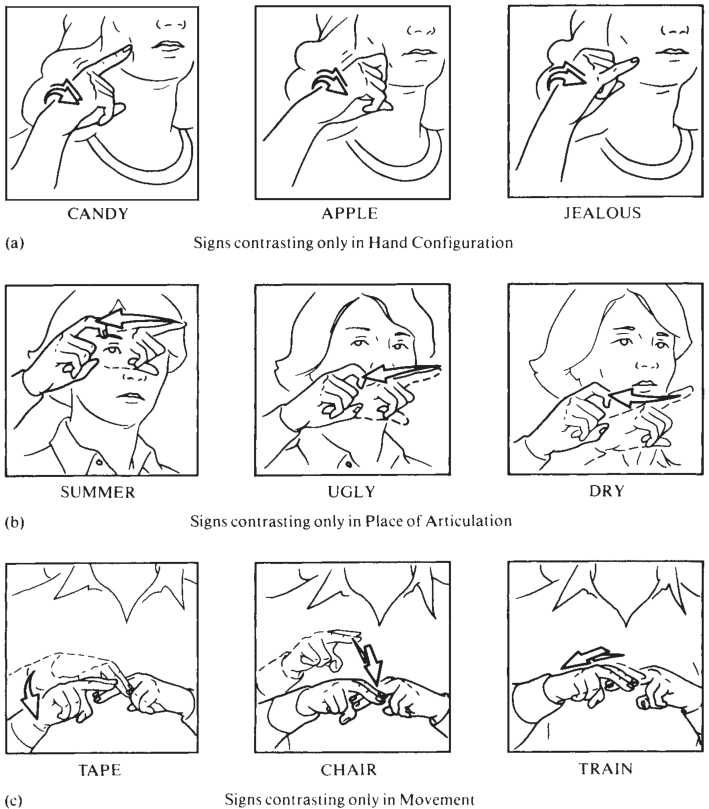 CANDY APPLE JEALOUS
(a) Signs contrasting only in Hand Configuration
SUMMER UGLY DRY
(b) Signs contrasting only in Place of Articulation
TAPE CHAIR TRAIN
(c) Signs contrasting only in Movement